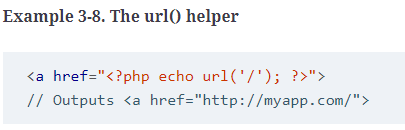 Example 3-8. The url() helper
<a href="<?php echo url('/'); ?>">
// Outputs <a href="http://myapp.com/">